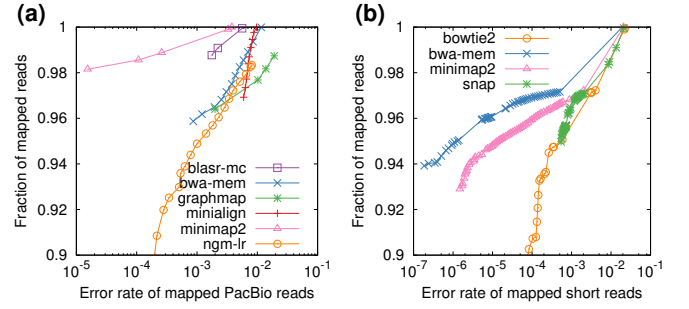 (a)
Fraction of mapped reads
1
0.98
0.96
0.94
0.92
0.9
blasr-mc
bwa-mem
graphmap
minialign
minimap2
ngm-lr
10^-5 10^-4 10^-3 10^-2 10^-1
Error rate of mapped PacBio reads
(b)
Fraction of mapped reads
1
0.98
0.96
0.94
0.92
0.9
bowtie2
bwa-mem
minimap2
snap
10^-7 10^-6 10^-5 10^-4 10^-3 10^-2 10^-1
Error rate of mapped short reads